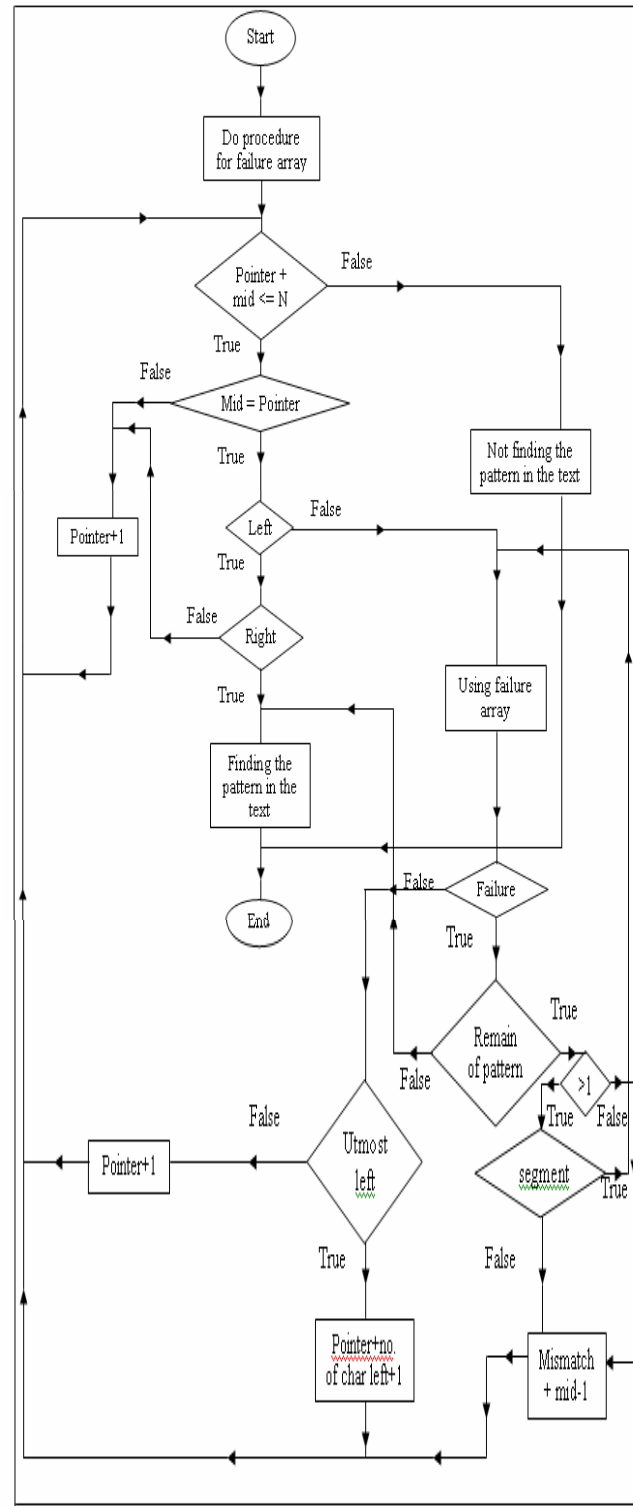 Start
Do procedure
for failure array
False
Pointer +
mid <= N
True
False
Mid = Pointer
Not finding the
pattern in the text
True
False
Left
Pointer+1
True
False
Right
Using failure
array
True
Finding the
pattern in the
text
False
Failure
End
True
True
Remain
of pattern
>1
False
True
False
False
Utmost
left
Pointer+1
segment
True
False
True
Pointer+no.
of char left+1
Mismatch
+ mid-1